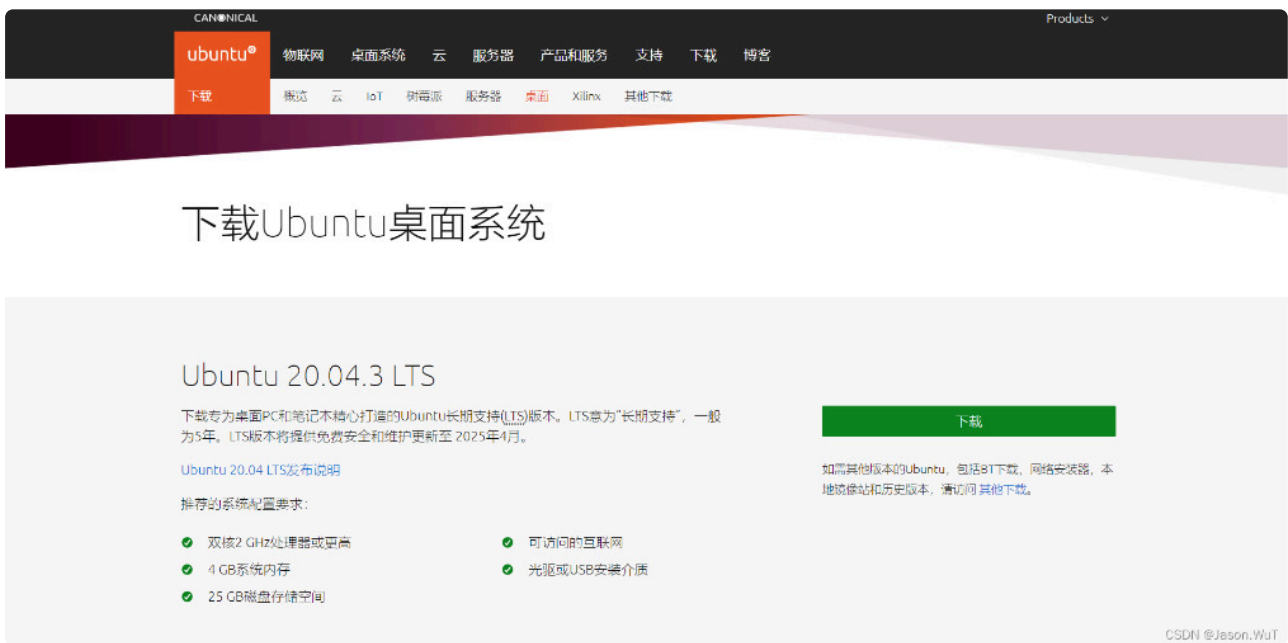 CANONICAL
Products
ubuntu® 物联网 桌面系统 云 服务器 产品和服务 支持 下载 博客
下载 概览 云 IoT 树莓派 服务器 桌面 Xilinx 其他下载
下载Ubuntu桌面系统
Ubuntu 20.04.3 LTS
下载专为桌面PC和笔记本精心打造的Ubuntu长期支持(LTS)版本。LTS意为“长期支持”，一般
为5年。LTS版本将提供免费安全和维护更新至 2025年4月。
Ubuntu 20.04 LTS发布说明
推荐的系统配置要求：
双核2 GHz处理器或更高
4 GB系统内存
25 GB磁盘存储空间
可访问的互联网
光驱或USB安装介质
下载
如需其他版本的Ubuntu，包括BT下载，网络安装器，本
地镜像站和历史版本，请访问 其他下载。
CSDN @Jason.WuT